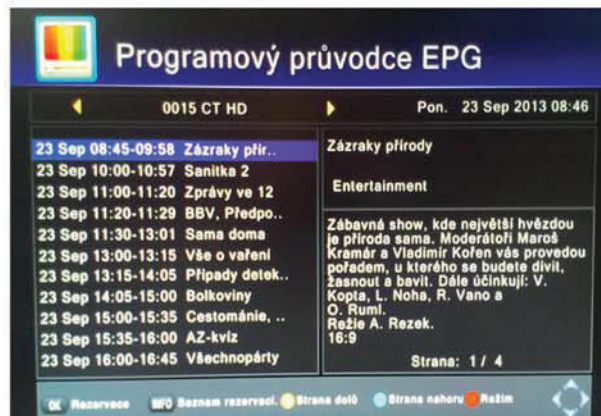 Programový průvodce EPG
0015 CT HD
Pon. 23 Sep 2013 08:46
23 Sep 08:45-09:58 Zázraky přír..
23 Sep 10:00-10:57 Sanitka 2
23 Sep 11:00-11:20 Zprávy ve 12
23 Sep 11:20-11:29 BBV, Předpo..
23 Sep 11:30-13:01 Sama doma
23 Sep 13:00-13:15 Vše o vaření
23 Sep 13:15-14:05 Případy detek..
23 Sep 14:05-15:00 Bolkoviny
23 Sep 15:00-15:35 Cestománie, ..
23 Sep 15:35-16:00 AZ-kvíz
23 Sep 16:00-16:45 Všechnopárty
Zázraky přírody
Entertainment
Zábavná show, kde největší hvězdou
je příroda sama. Moderátoři Maroš
Kramár a Vladimír Kořen vás provedou
pořadem, u kterého se budete divit,
žasnout a bavit. Dále účinkují: V.
Kopta, L. Noha, R. Vano a
O. Ruml.
Režie A. Rezek.
16:9
Strana: 1 / 4
OK Rezervace INFO Seznam rezervací. Strana dolů Strana nahoru Režim